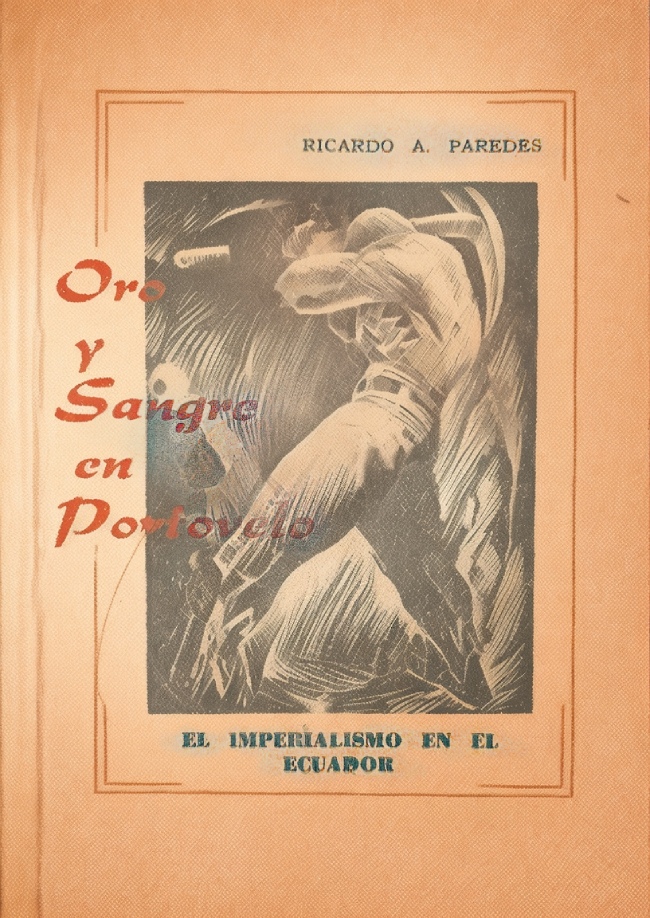 RICARDO A. PAREDES
Oro
y
Sangre
en
Portovelo
EL IMPERIALISMO EN EL
ECUADOR